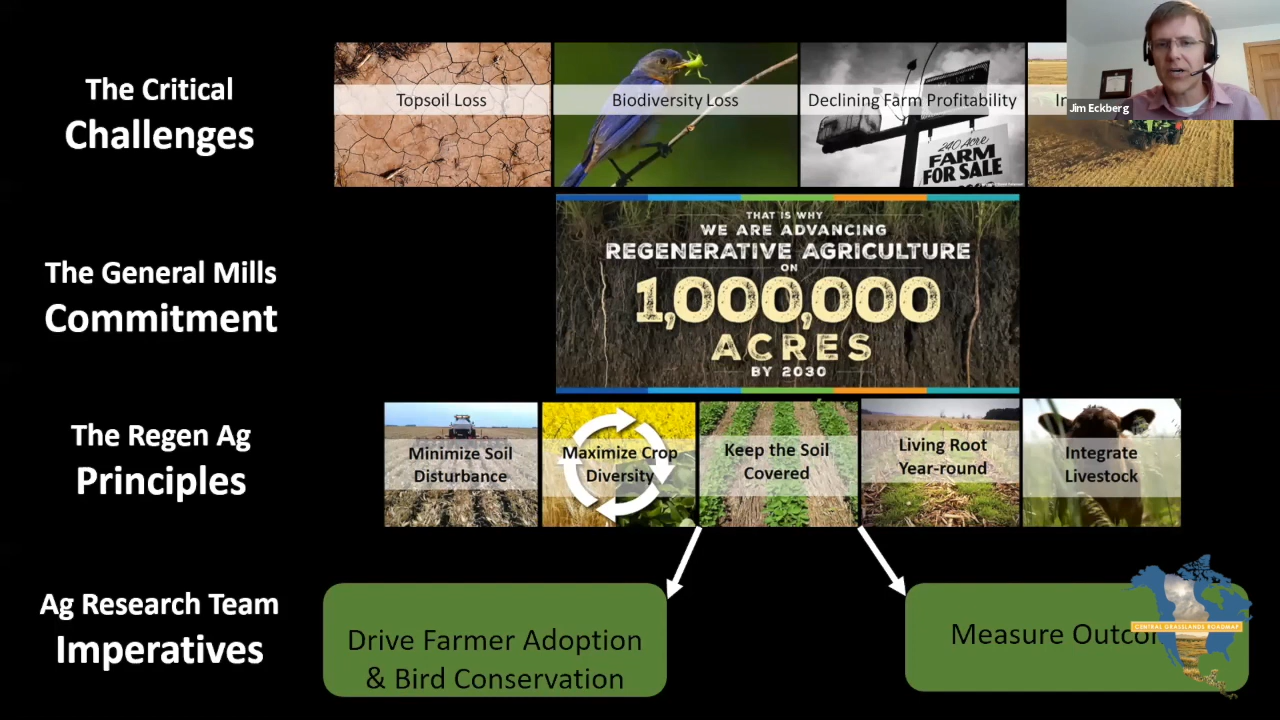 The Critical
Challenges
Topsoil Loss
Biodiversity Loss
Declining Farm Profitability
240 Acre
FARM
FOR SALE
Jim Eckberg
The General Mills
Commitment
THAT IS WHY
WE ARE ADVANCING
REGENERATIVE AGRICULTURE
ON
1,000,000
ACRES
BY 2030
The Regen Ag
Principles
Minimize Soil
Disturbance
Maximize Crop
Diversity
Keep the Soil
Covered
Living Root
Year-round
Integrate
Livestock
Ag Research Team
Imperatives
Drive Farmer Adoption
& Bird Conservation
Measure Outcom
CENTRAL GRASSLANDS ROADMAP